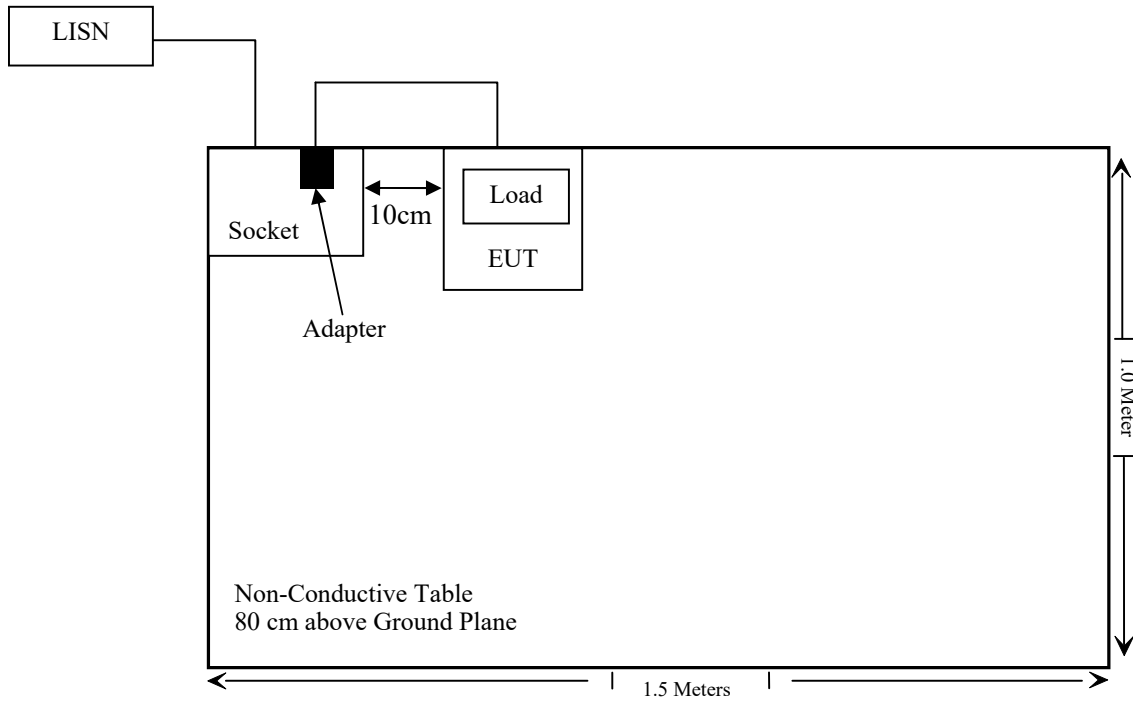 LISN
Load
10cm
Socket
EUT
Adapter
1.0 Meter
Non-Conductive Table
80 cm above Ground Plane
1.5 Meters